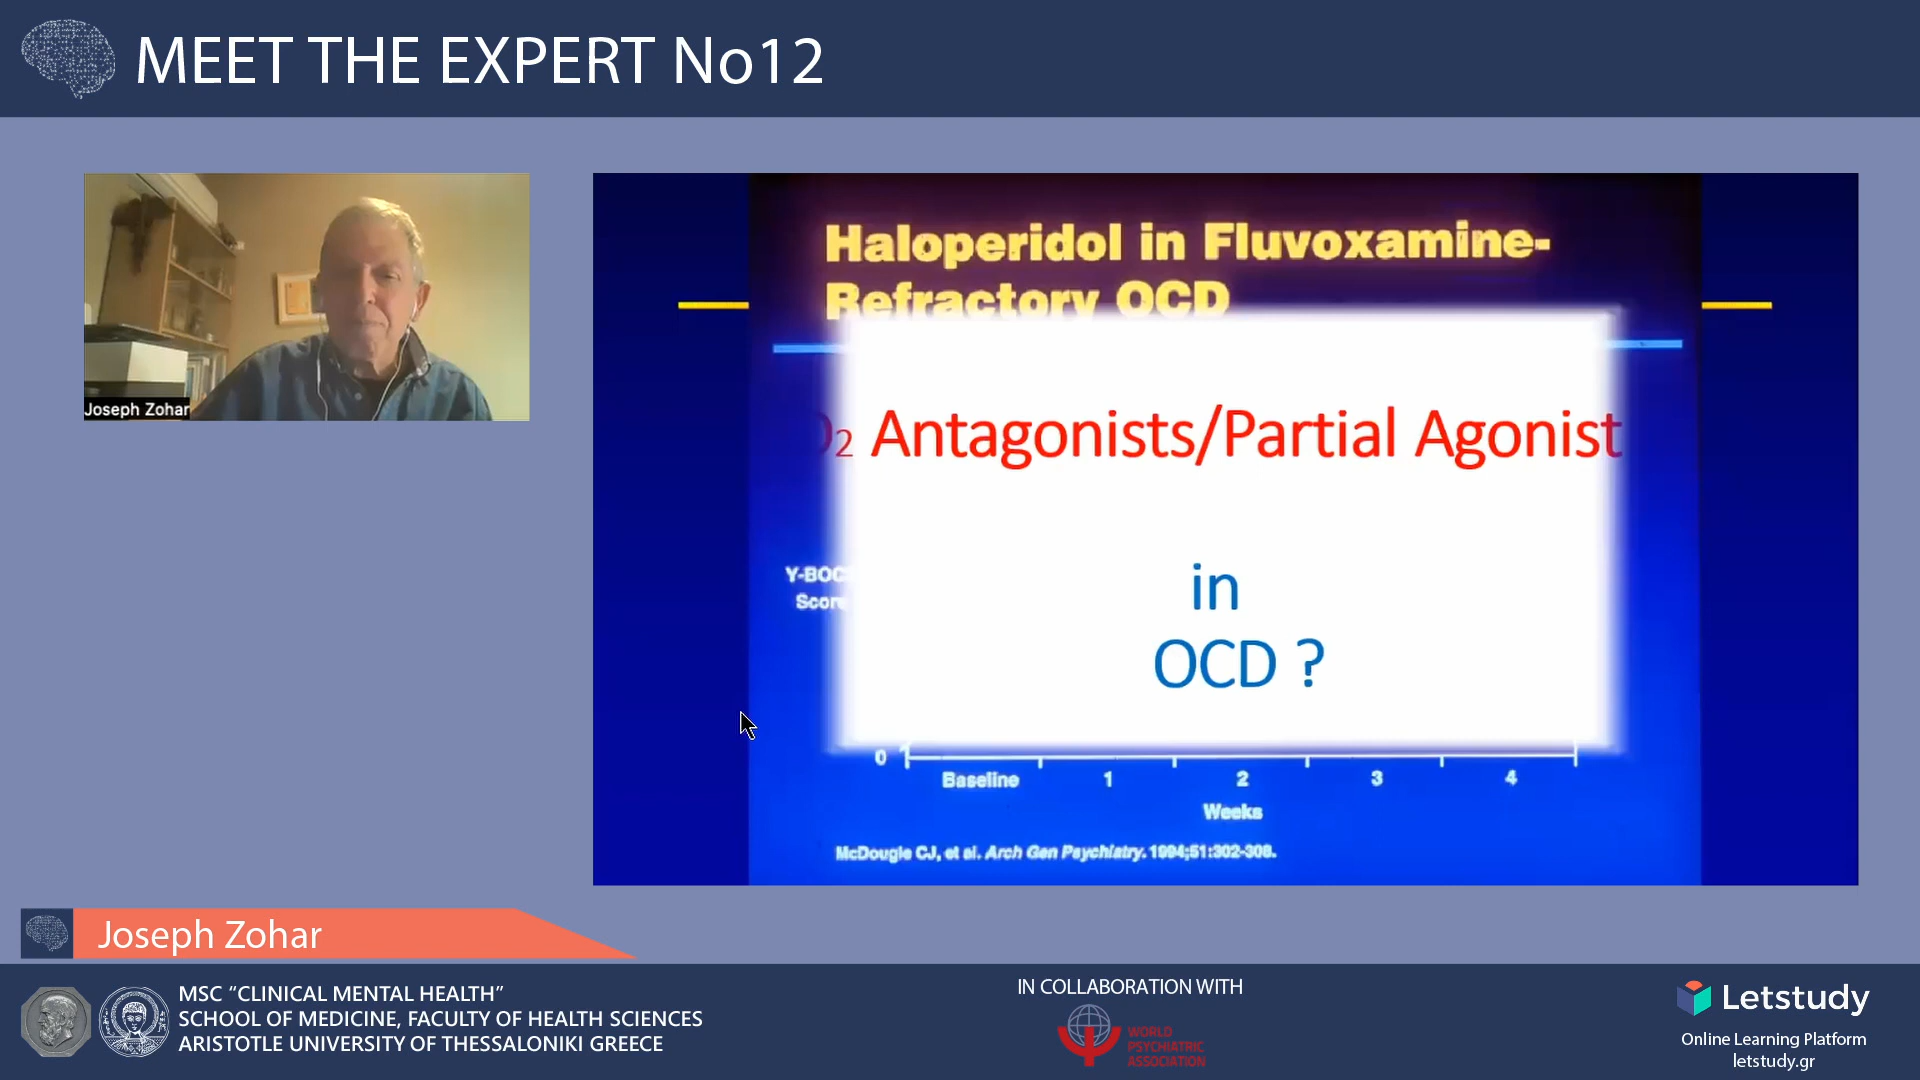 MEET THE EXPERT No12
Joseph Zohar
Haloperidol in Fluvoxamine-
Refractory OCD
D2 Antagonists/Partial Agonist
in
OCD ?
Y-BOCS
Score
0
Baseline 1 2 3 4
Weeks
McDougle CJ, et al. Arch Gen Psychiatry. 1994;51:302-308.
Joseph Zohar
MSC “CLINICAL MENTAL HEALTH”
SCHOOL OF MEDICINE, FACULTY OF HEALTH SCIENCES
ARISTOTLE UNIVERSITY OF THESSALONIKI GREECE
IN COLLABORATION WITH
WORLD
PSYCHIATRIC
ASSOCIATION
Letstudy
Online Learning Platform
letstudy.gr